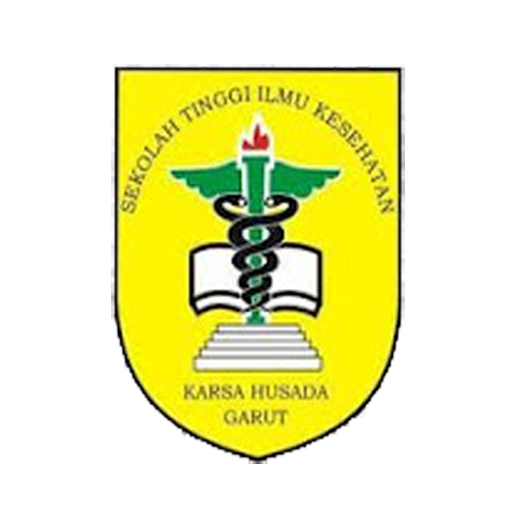 SEKOLAH TINGGI ILMU KESEHATAN
KARSA HUSADA
GARUT